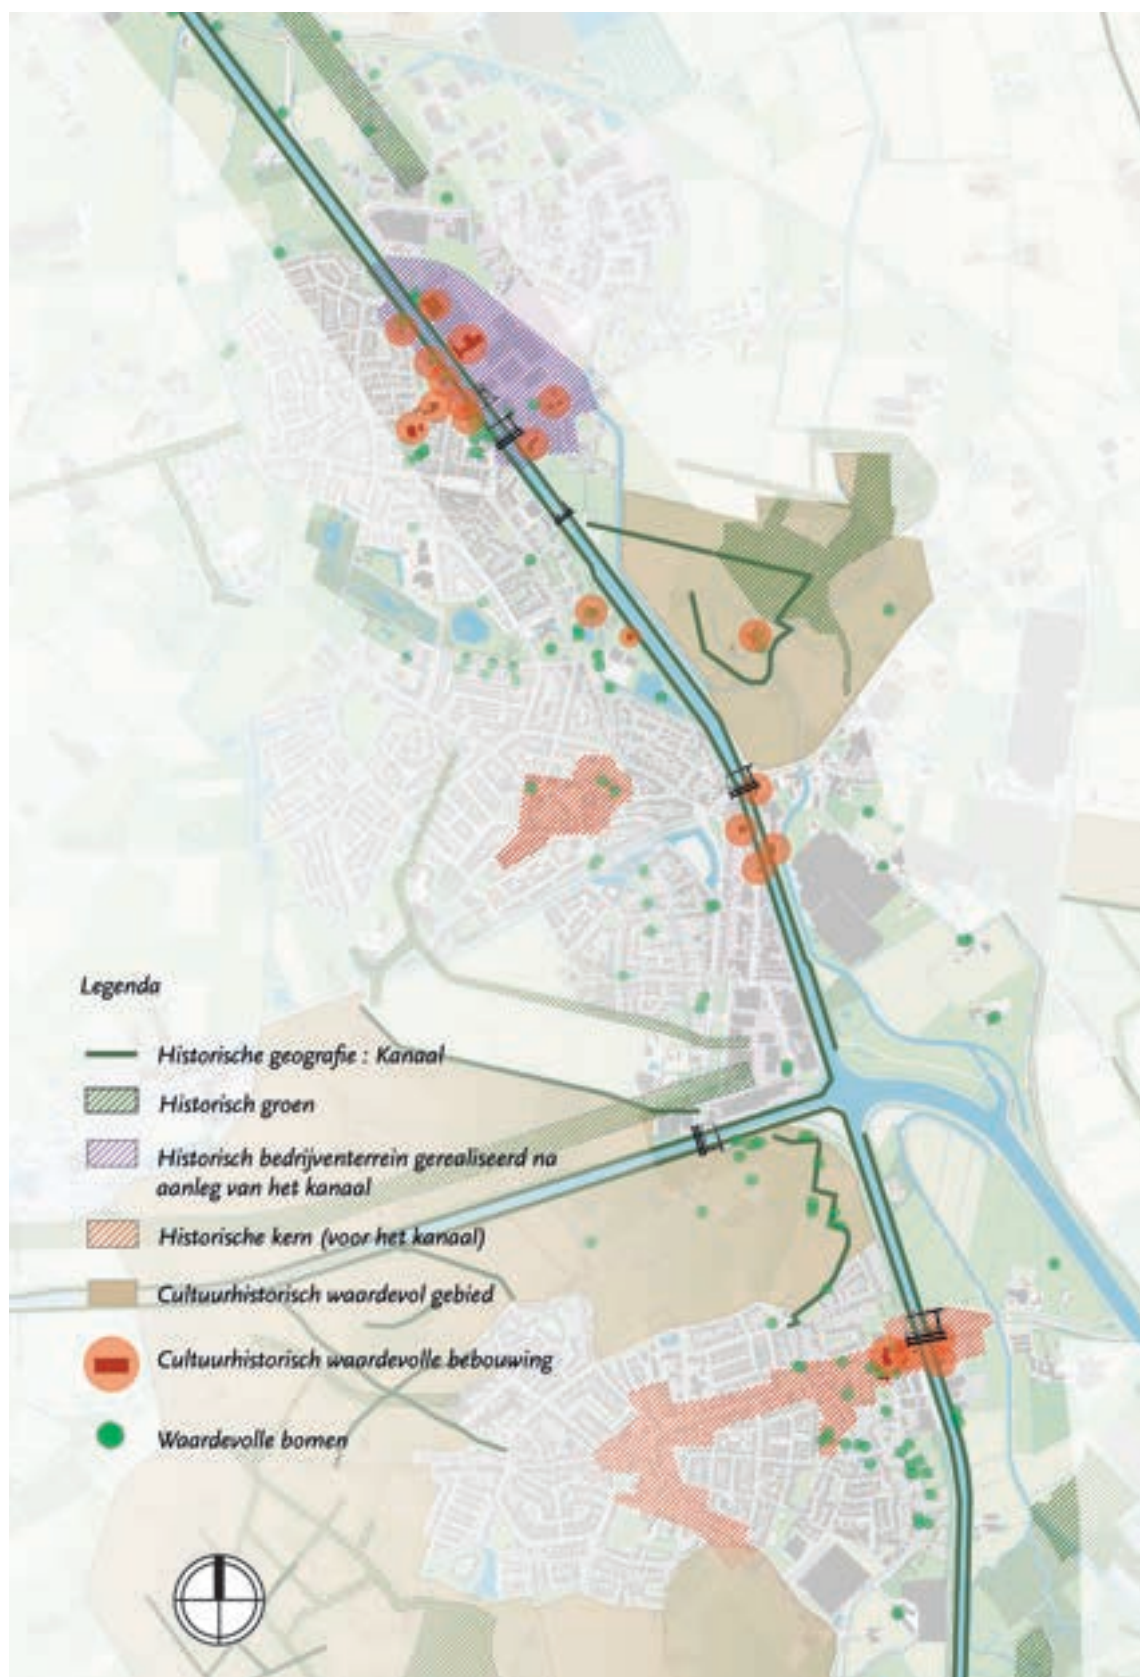 Legenda
Historische geografie : Kanaal
Historisch groen
Historisch bedrijventerrein gerealiseerd na
aanleg van het kanaal
Historische kern (voor het kanaal)
Cultuurhistorisch waardevol gebied
Cultuurhistorisch waardevolle bebouwing
Waardevolle bomen